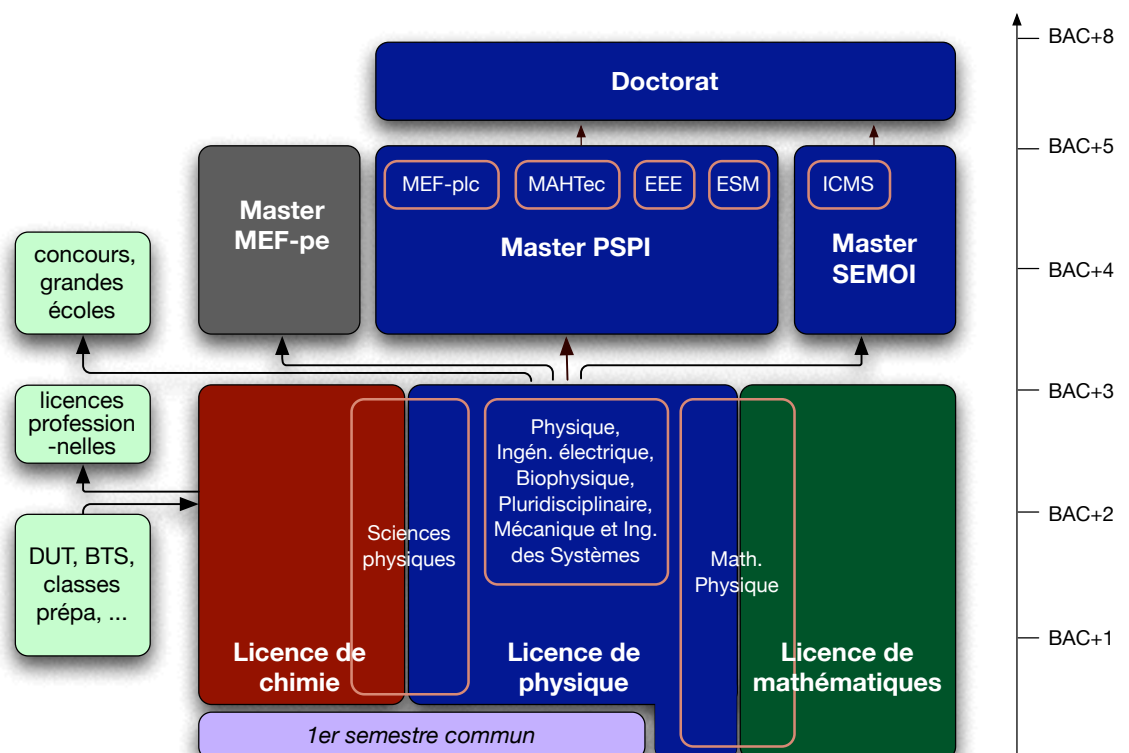 BAC+8
Doctorat
BAC+5
MEF-plc
MAHTec
EEE
ESM
ICMS
Master
MEF-pe
Master PSPI
Master
SEMOI
concours,
grandes
écoles
BAC+4
BAC+3
licences
profession
-nelles
Physique,
Ingén. électrique,
Biophysique,
Pluridisciplinaire,
Mécanique et Ing.
des Systèmes
BAC+2
Sciences
physiques
DUT, BTS,
classes
prépa, ...
Math.
Physique
BAC+1
Licence de
chimie
Licence de
physique
Licence de
mathématiques
1er semestre commun